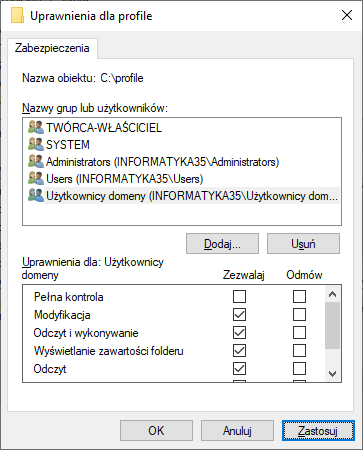 Uprawnienia dla profile
Zabezpieczenia
Nazwa obiektu: C:\profile
Nazwy grup lub użytkowników:
TWÓRCA-WŁAŚCICIEL
SYSTEM
Administrators (INFORMATYKA35\Administrators)
Users (INFORMATYKA35\Users)
Użytkownicy domeny (INFORMATYKA35\Użytkownicy dom...
Dodaj... Usuń
Uprawnienia dla: Użytkownicy
domeny Zezwalaj Odmów
Pełna kontrola
Modyfikacja
Odczyt i wykonywanie
Wyświetlanie zawartości folderu
Odczyt
OK Anuluj Zastosuj